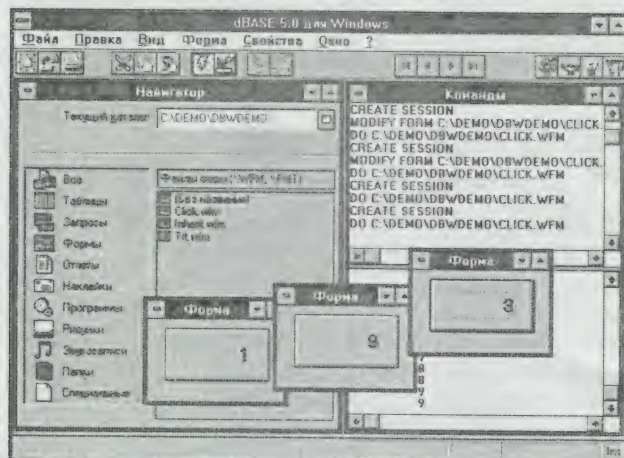 dBASE 5.0 для Windows
Файл Правка Вид Форма Свойства Окно ?
Навигатор
Текущий каталог C:\DEMO\DBWDEMO
Все
Таблицы
Запросы
Формы
Отчеты
Наклейки
Программы
Рисунки
Звукозаписи
Папки
Специальные
Файлы форм (*.WFM, *.FMT)
(Без названия)
Click.wfm
Inherit.wfm
Команды
CREATE SESSION
MODIFY FORM C:\DEMO\DBWDEMO\CLICK.
DO C:\DEMO\DBWDEMO\CLICK.WFM
CREATE SESSION
MODIFY FORM C:\DEMO\DBWDEMO\CLICK.
DO C:\DEMO\DBWDEMO\CLICK.WFM
CREATE SESSION
DO C:\DEMO\DBWDEMO\CLICK.WFM
CREATE SESSION
DO C:\DEMO\DBWDEMO\CLICK.WFM
Форма
1
Форма
9
Форма
3
8
8
9
9
Ins